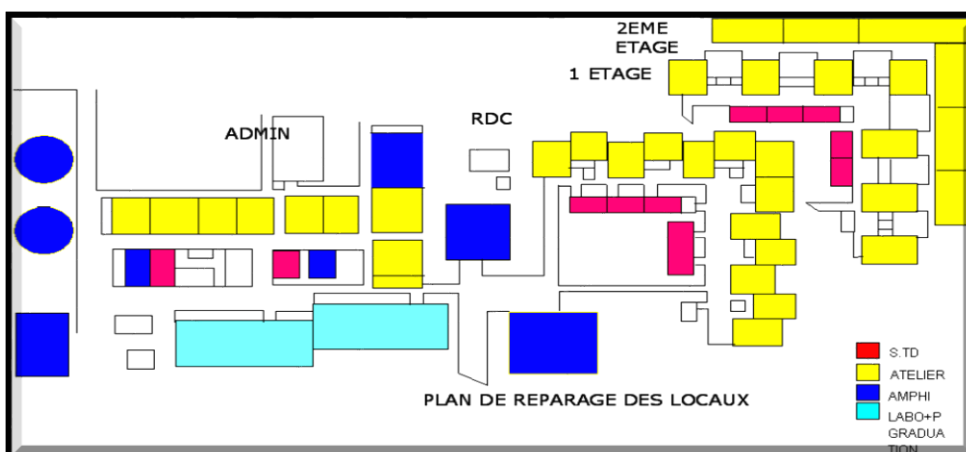 2EME
ETAGE
1 ETAGE
RDC
ADMIN
PLAN DE REPARAGE DES LOCAUX
S.TD
ATELIER
AMPHI
LABO+P
GRADUA
TION